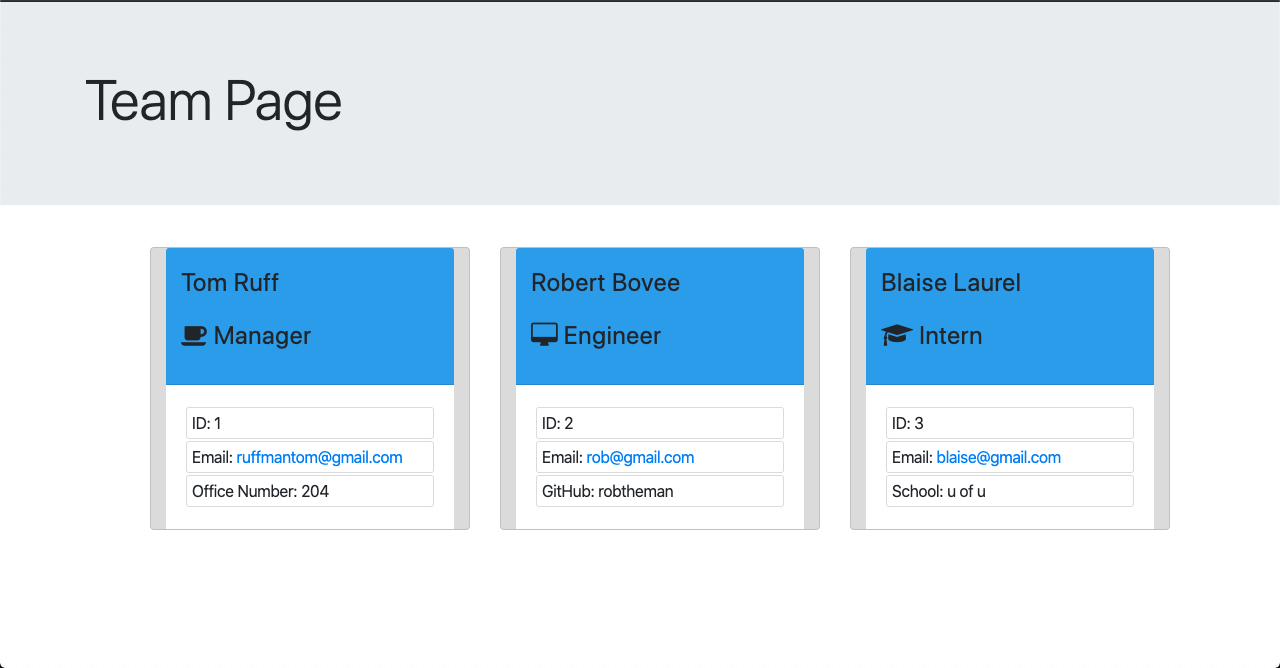 Team Page
Tom Ruff
Manager
ID: 1
Email: ruffmantom@gmail.com
Office Number: 204
Robert Bovee
Engineer
ID: 2
Email: rob@gmail.com
GitHub: robtheman
Blaise Laurel
Intern
ID: 3
Email: blaise@gmail.com
School: u of u